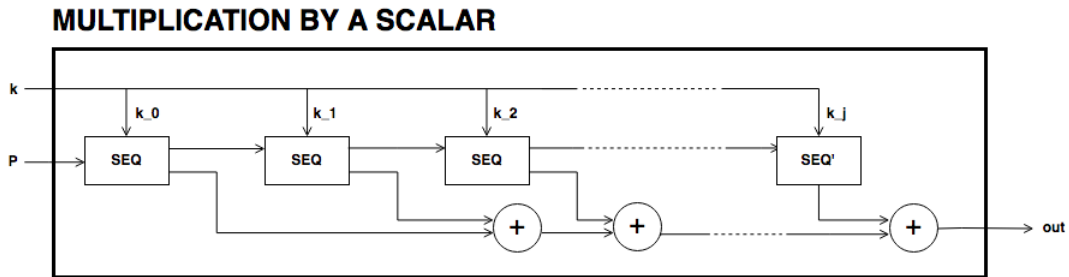 MULTIPLICATION BY A SCALAR
k
k_0
k_1
k_2
k_j
P
SEQ
SEQ
SEQ
SEQ'
+
+
+
out